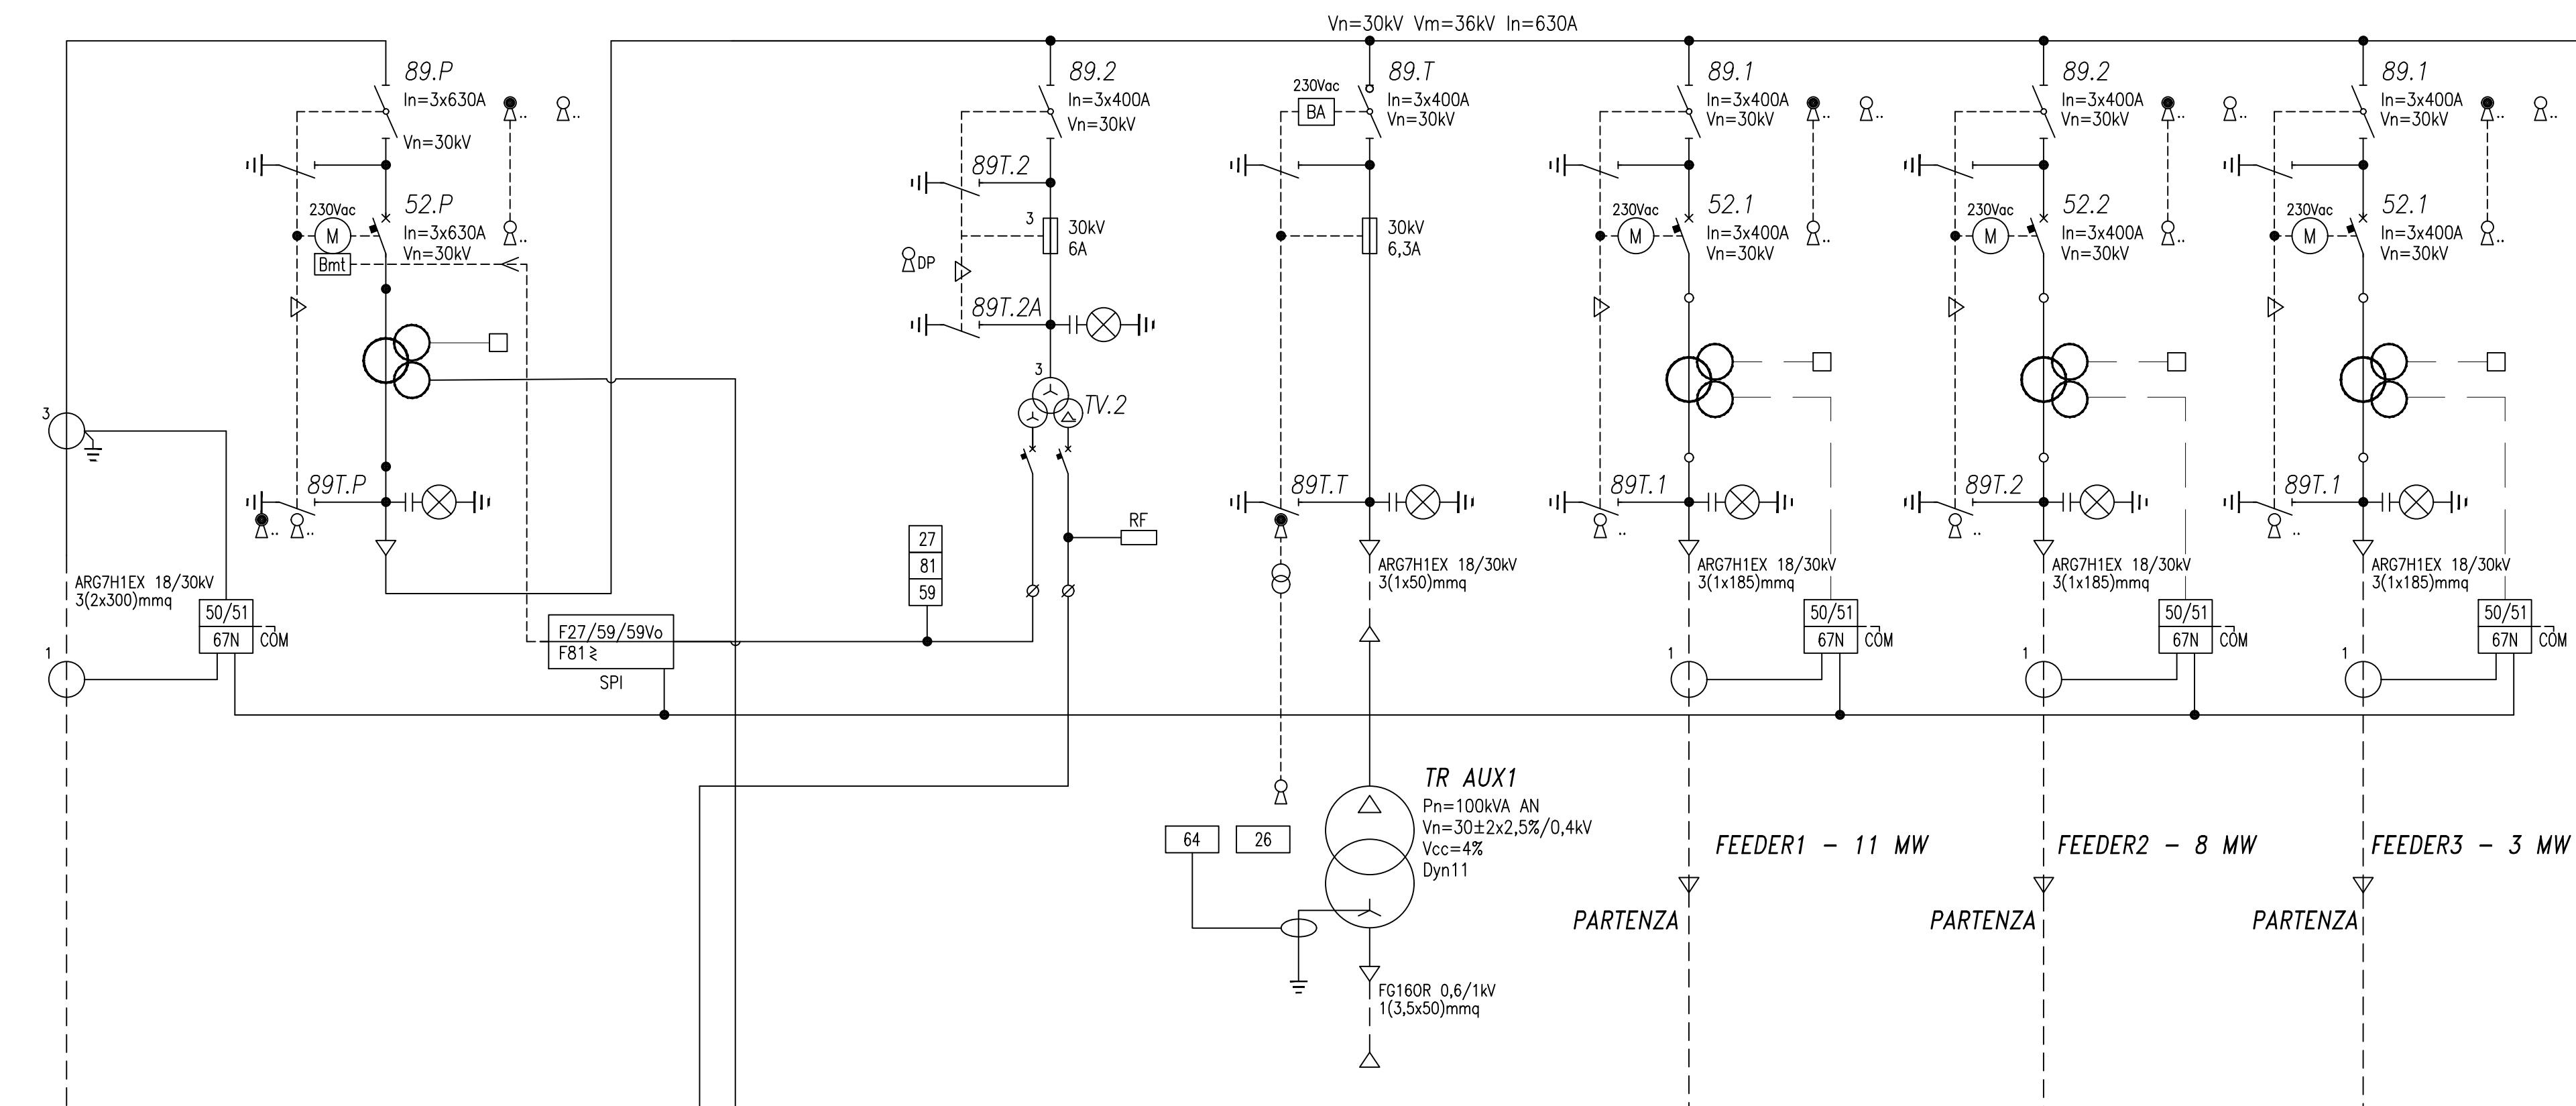 Vn=30kV Vm=36kV In=630A
89.P
In=3x630A
Vn=30kV
..
..
230Vac
M
Bmt
52.P
In=3x630A
Vn=30kV
..
3
89T.P
..
..
ARG7H1EX 18/30kV
3(2x300)mmq
50/51
67N
COM
1
F27/59/59Vo
F81≷
SPI
27
81
59
89.2
In=3x400A
Vn=30kV
89T.2
3
30kV
6A
DP
89T.2A
3
TV.2
RF
230Vac
BA
89.T
In=3x400A
Vn=30kV
30kV
6,3A
89T.T
ARG7H1EX 18/30kV
3(1x50)mmq
TR AUX1
Pn=100kVA AN
Vn=30±2x2,5%/0,4kV
Vcc=4%
Dyn11
64
26
FG16OR 0,6/1kV
1(3,5x50)mmq
89.1
In=3x400A
Vn=30kV
..
..
230Vac
M
52.1
In=3x400A
Vn=30kV
..
89T.1
..
ARG7H1EX 18/30kV
3(1x185)mmq
50/51
67N
COM
1
FEEDER1 - 11 MW
PARTENZA
89.2
In=3x400A
Vn=30kV
..
..
230Vac
M
52.2
In=3x400A
Vn=30kV
..
89T.2
..
ARG7H1EX 18/30kV
3(1x185)mmq
50/51
67N
COM
1
FEEDER2 - 8 MW
PARTENZA
89.1
In=3x400A
Vn=30kV
..
..
230Vac
M
52.1
In=3x400A
Vn=30kV
..
89T.1
..
ARG7H1EX 18/30kV
3(1x185)mmq
50/51
67N
COM
1
FEEDER3 - 3 MW
PARTENZA